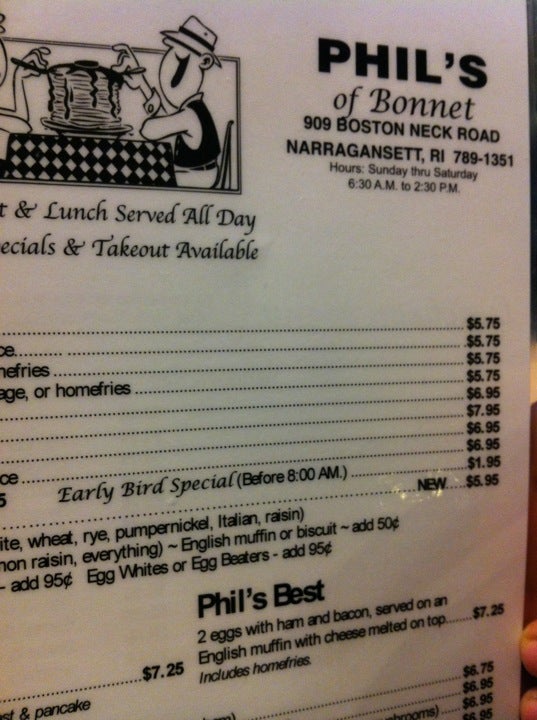 PHIL'S
of Bonnet
909 BOSTON NECK ROAD
NARRAGANSETT, RI 789-1351
Hours: Sunday thru Saturday
6:30 A.M. to 2:30 P.M.
t & Lunch Served All Day
ecials & Takeout Available
$5.75
ce $5.75
nefries $5.75
age, or homefries $5.75
$6.95
$7.95
$6.95
ce $6.95
$1.95
5 Early Bird Special (Before 8:00 AM.) NEW $5.95
ite, wheat, rye, pumpernickel, Italian, raisin)
non raisin, everything) ~ English muffin or biscuit ~ add 50¢
- add 95¢ Egg Whites or Egg Beaters - add 95¢
Phil's Best
2 eggs with ham and bacon, served on an
English muffin with cheese melted on top $7.25
Includes homefries.
$7.25
st & pancake
$6.75
$6.95
$6.95